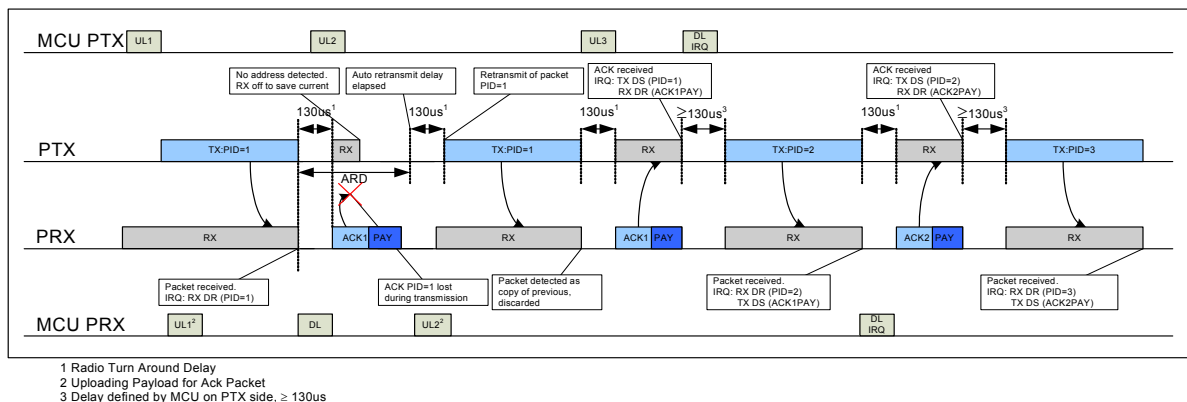 MCU PTX
UL1
UL2
UL3
DL
IRQ
No address detected.
RX off to save current
Auto retransmit delay
elapsed
Retransmit of packet
PID=1
ACK received
IRQ: TX DS (PID=1)
RX DR (ACK1PAY)
ACK received
IRQ: TX DS (PID=2)
RX DR (ACK2PAY)
130us¹
130us¹
130us¹
≥130us³
130us¹
≥130us³
PTX
TX:PID=1
RX
TX:PID=1
RX
TX:PID=2
RX
TX:PID=3
ARD
PRX
RX
ACK1 PAY
RX
ACK1 PAY
RX
ACK2 PAY
RX
Packet received.
IRQ: RX DR (PID=1)
ACK PID=1 lost
during transmission
Packet detected as
copy of previous,
discarded
Packet received.
IRQ: RX DR (PID=2)
TX DS (ACK1PAY)
Packet received.
IRQ: RX DR (PID=3)
TX DS (ACK2PAY)
MCU PRX
UL1²
DL
UL2²
DL
IRQ
1 Radio Turn Around Delay
2 Uploading Payload for Ack Packet
3 Delay defined by MCU on PTX side, ≥ 130us